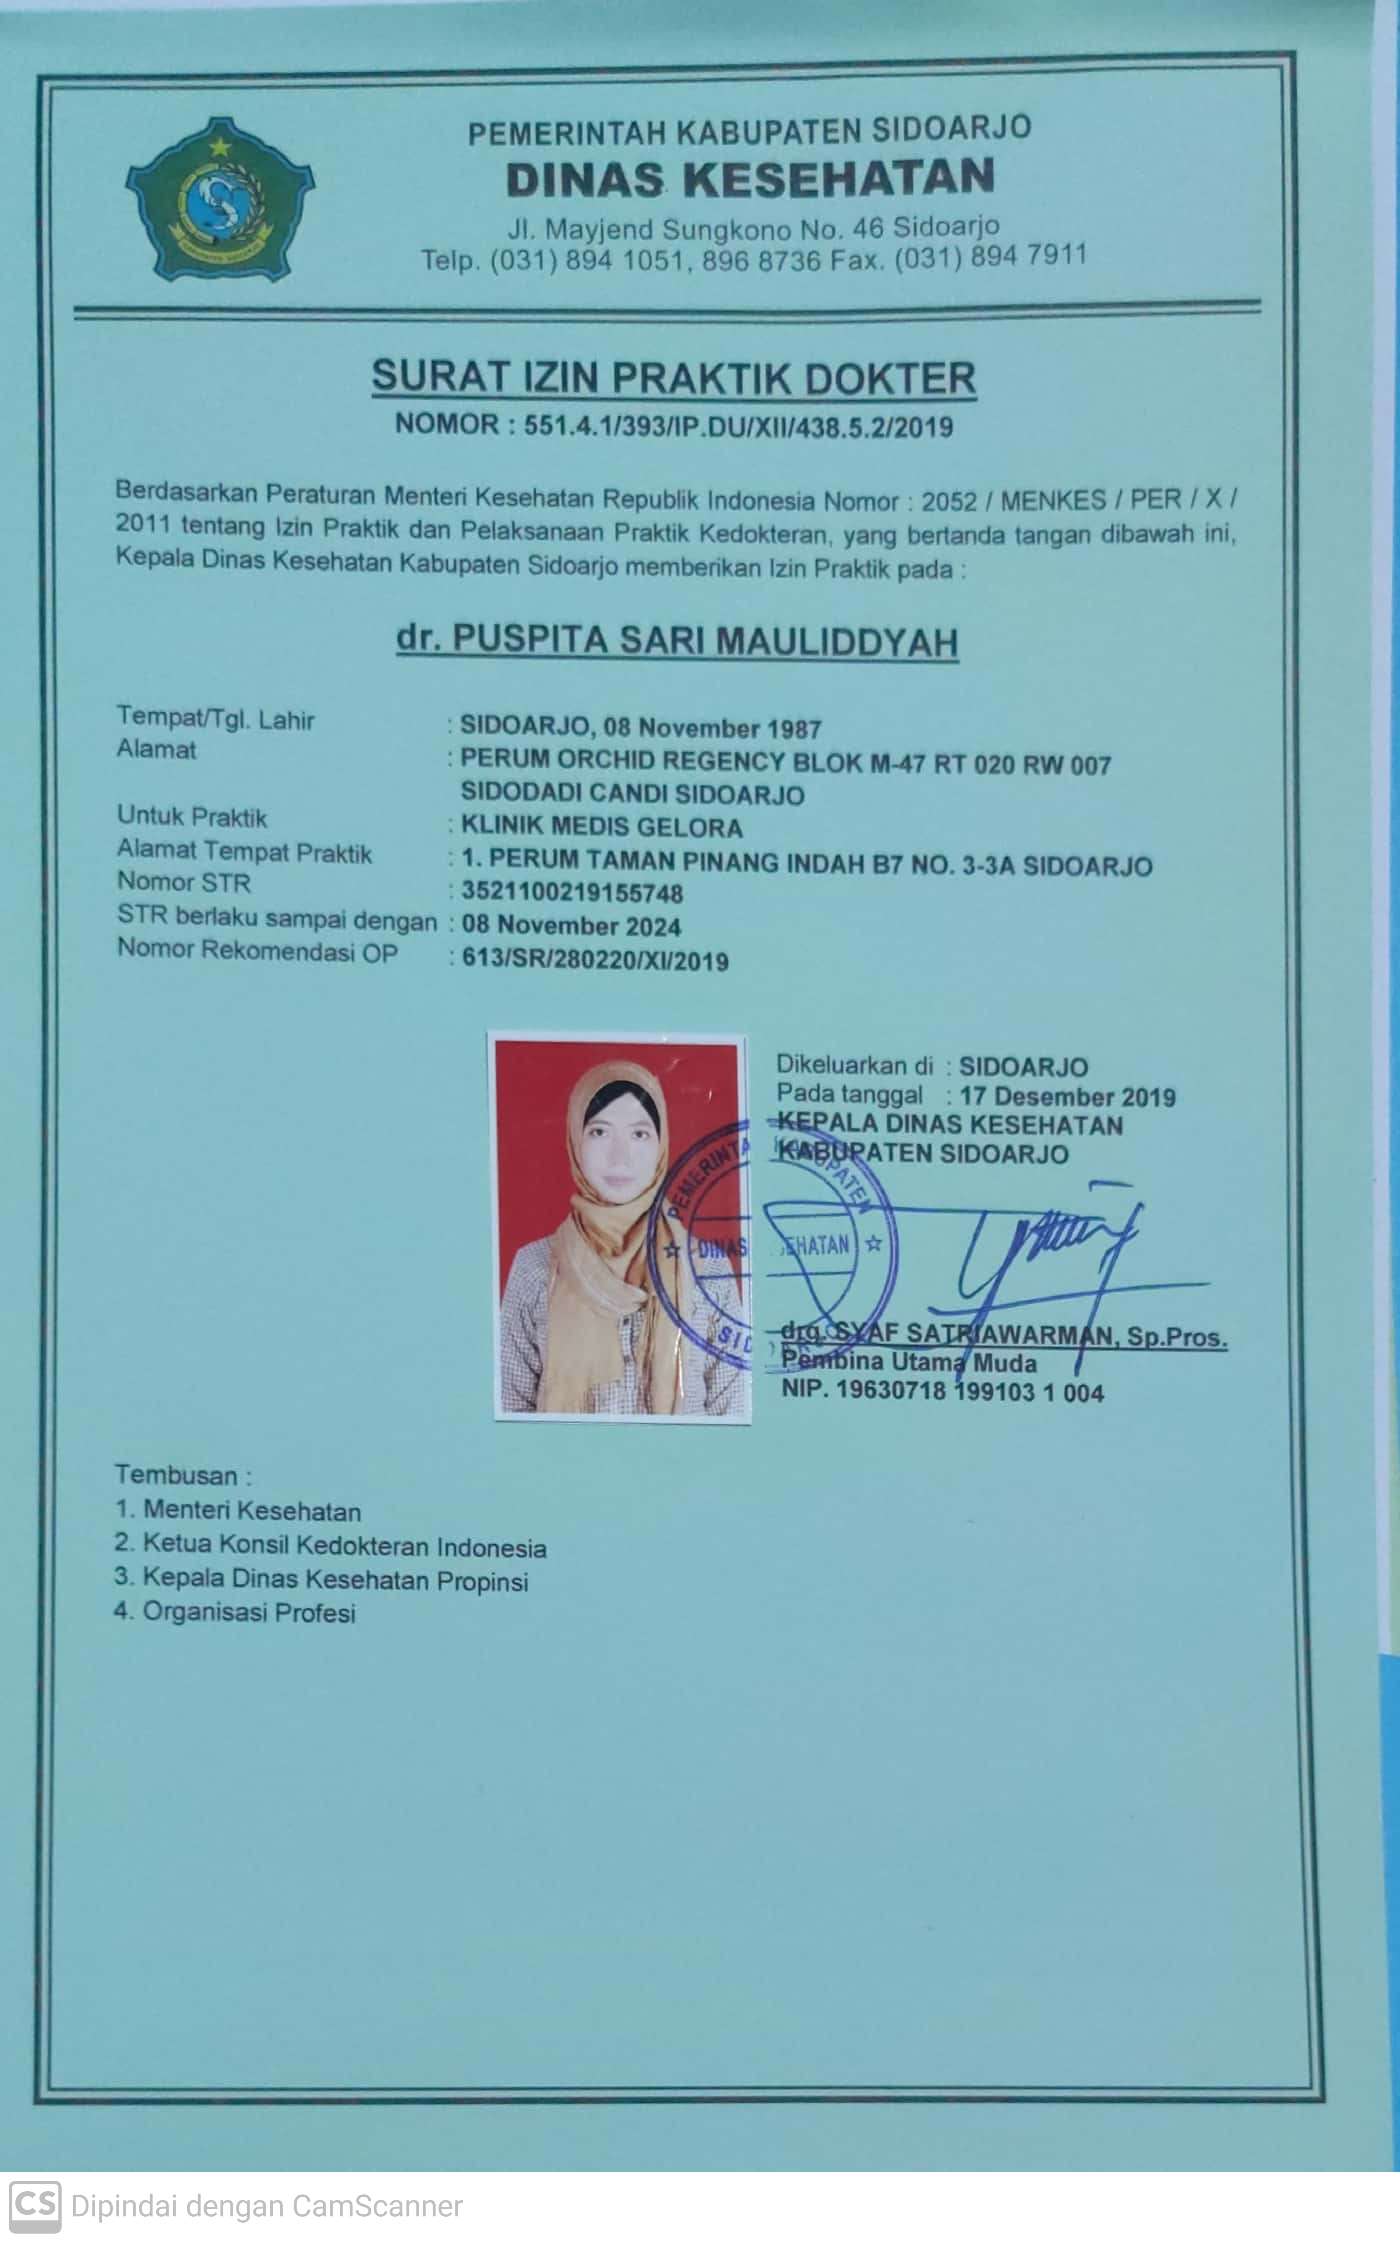 PEMERINTAH KABUPATEN SIDOARJO
DINAS KESEHATAN
Jl. Mayjend Sungkono No. 46 Sidoarjo
Telp. (031) 894 1051, 896 8736 Fax. (031) 894 7911
SURAT IZIN PRAKTIK DOKTER
NOMOR : 551.4.1/393/IP.DU/XII/438.5.2/2019
Berdasarkan Peraturan Menteri Kesehatan Republik Indonesia Nomor : 2052 / MENKES / PER / X /
2011 tentang Izin Praktik dan Pelaksanaan Praktik Kedokteran, yang bertanda tangan dibawah ini,
Kepala Dinas Kesehatan Kabupaten Sidoarjo memberikan Izin Praktik pada :
dr. PUSPITA SARI MAULIDDYAH
Tempat/Tgl. Lahir : SIDOARJO, 08 November 1987
Alamat : PERUM ORCHID REGENCY BLOK M-47 RT 020 RW 007
SIDODADI CANDI SIDOARJO
Untuk Praktik : KLINIK MEDIS GELORA
Alamat Tempat Praktik : 1. PERUM TAMAN PINANG INDAH B7 NO. 3-3A SIDOARJO
Nomor STR : 3521100219155748
STR berlaku sampai dengan : 08 November 2024
Nomor Rekomendasi OP : 613/SR/280220/XI/2019
Dikeluarkan di : SIDOARJO
Pada tanggal : 17 Desember 2019
KEPALA DINAS KESEHATAN
KABUPATEN SIDOARJO
PEMERINTA KABUPATEN
DINAS EHATAN
SID
drg. SYAF SATRIAWARMAN, Sp.Pros.
Pembina Utama Muda
NIP. 19630718 199103 1 004
Tembusan :
1. Menteri Kesehatan
2. Ketua Konsil Kedokteran Indonesia
3. Kepala Dinas Kesehatan Propinsi
4. Organisasi Profesi
CS Dipindai dengan CamScanner